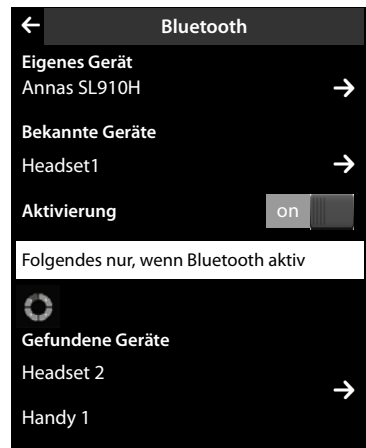 Bluetooth
Eigenes Gerät
Annas SL910H
Bekannte Geräte
Headset1
Aktivierung on
Folgendes nur, wenn Bluetooth aktiv
Gefundene Geräte
Headset 2
Handy 1